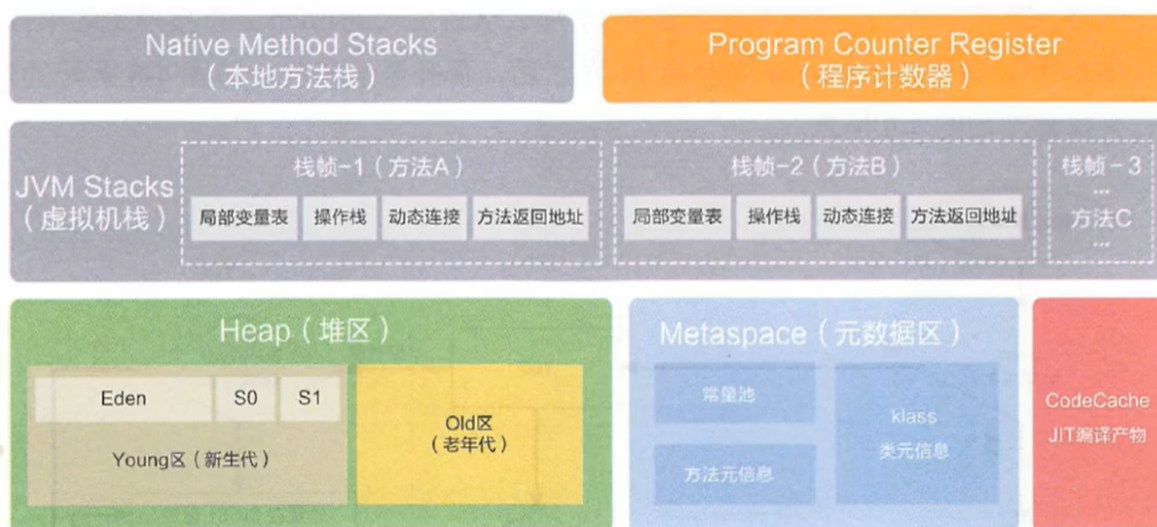 Native Method Stacks
（本地方法栈）
Program Counter Register
（程序计数器）
JVM Stacks
（虚拟机栈）
栈帧-1（方法A）
局部变量表
操作栈
动态连接
方法返回地址
栈帧-2（方法B）
局部变量表
操作栈
动态连接
方法返回地址
栈帧-3
...
方法C
...
Heap（堆区）
Eden
S0
S1
Young区（新生代）
Old区
（老年代）
Metaspace（元数据区）
常量池
方法元信息
klass
类元信息
CodeCache
JIT编译产物